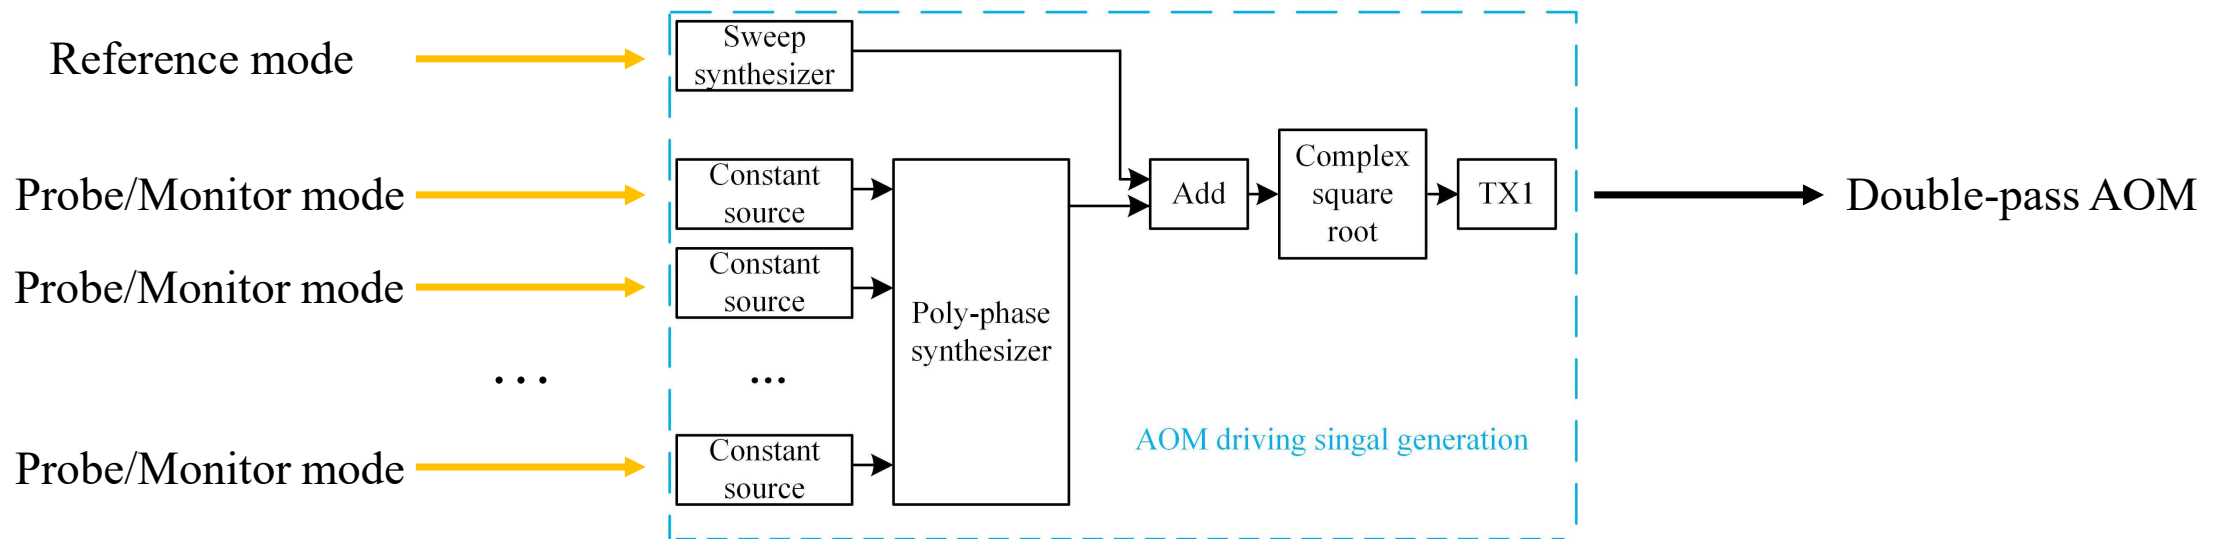 Reference mode
Sweep
synthesizer
Probe/Monitor mode
Constant
source
Probe/Monitor mode
Constant
source
...
...
Probe/Monitor mode
Constant
source
Poly-phase
synthesizer
Add
Complex
square
root
TX1
AOM driving singal generation
Double-pass AOM